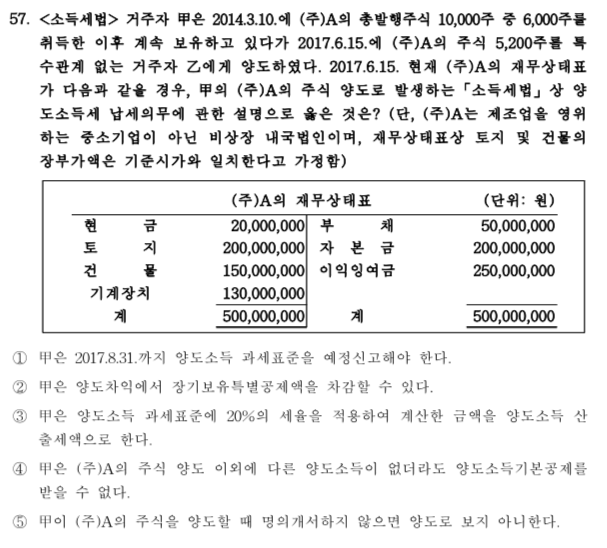 57. <소득세법> 거주자 甲은 2014.3.10.에 (주)A의 총발행주식 10,000주 중 6,000주를
취득한 이후 계속 보유하고 있다가 2017.6.15.에 (주)A의 주식 5,200주를 특
수관계 없는 거주자 乙에게 양도하였다. 2017.6.15. 현재 (주)A의 재무상태표
가 다음과 같을 경우, 甲의 (주)A의 주식 양도로 발생하는 「소득세법」상 양
도소득세 납세의무에 관한 설명으로 옳은 것은? (단, (주)A는 제조업을 영위
하는 중소기업이 아닌 비상장 내국법인이며, 재무상태표상 토지 및 건물의
장부가액은 기준시가와 일치한다고 가정함)
(주)A의 재무상태표 (단위: 원)
현 금 20,000,000 부 채 50,000,000
토 지 200,000,000 자 본 금 200,000,000
건 물 150,000,000 이익잉여금 250,000,000
기계장치 130,000,000
계 500,000,000 계 500,000,000
① 甲은 2017.8.31.까지 양도소득 과세표준을 예정신고해야 한다.
② 甲은 양도차익에서 장기보유특별공제액을 차감할 수 있다.
③ 甲은 양도소득 과세표준에 20%의 세율을 적용하여 계산한 금액을 양도소득 산
출세액으로 한다.
④ 甲은 (주)A의 주식 양도 이외에 다른 양도소득이 없더라도 양도소득기본공제를
받을 수 없다.
⑤ 甲이 (주)A의 주식을 양도할 때 명의개서하지 않으면 양도로 보지 아니한다.